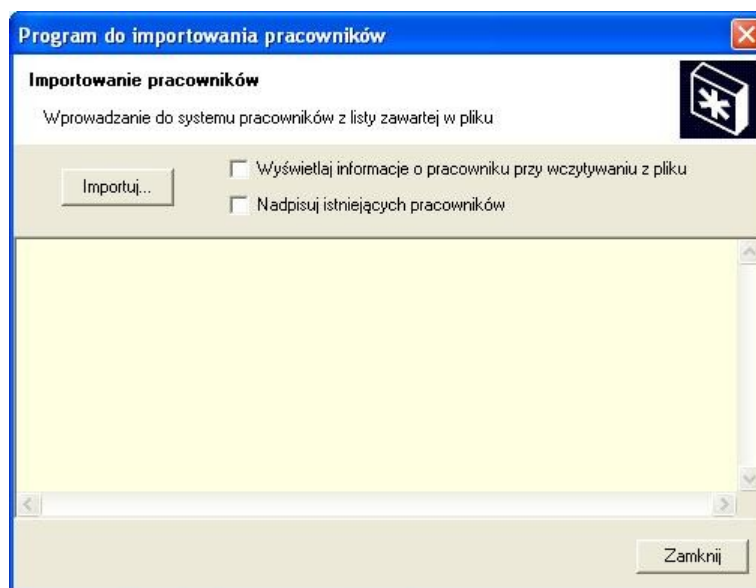 Program do importowania pracowników
Importowanie pracowników
Wprowadzanie do systemu pracowników z listy zawartej w pliku
Importuj...
Wyświetlaj informacje o pracowniku przy wczytywaniu z pliku
Nadpisuj istniejących pracowników
Zamknij